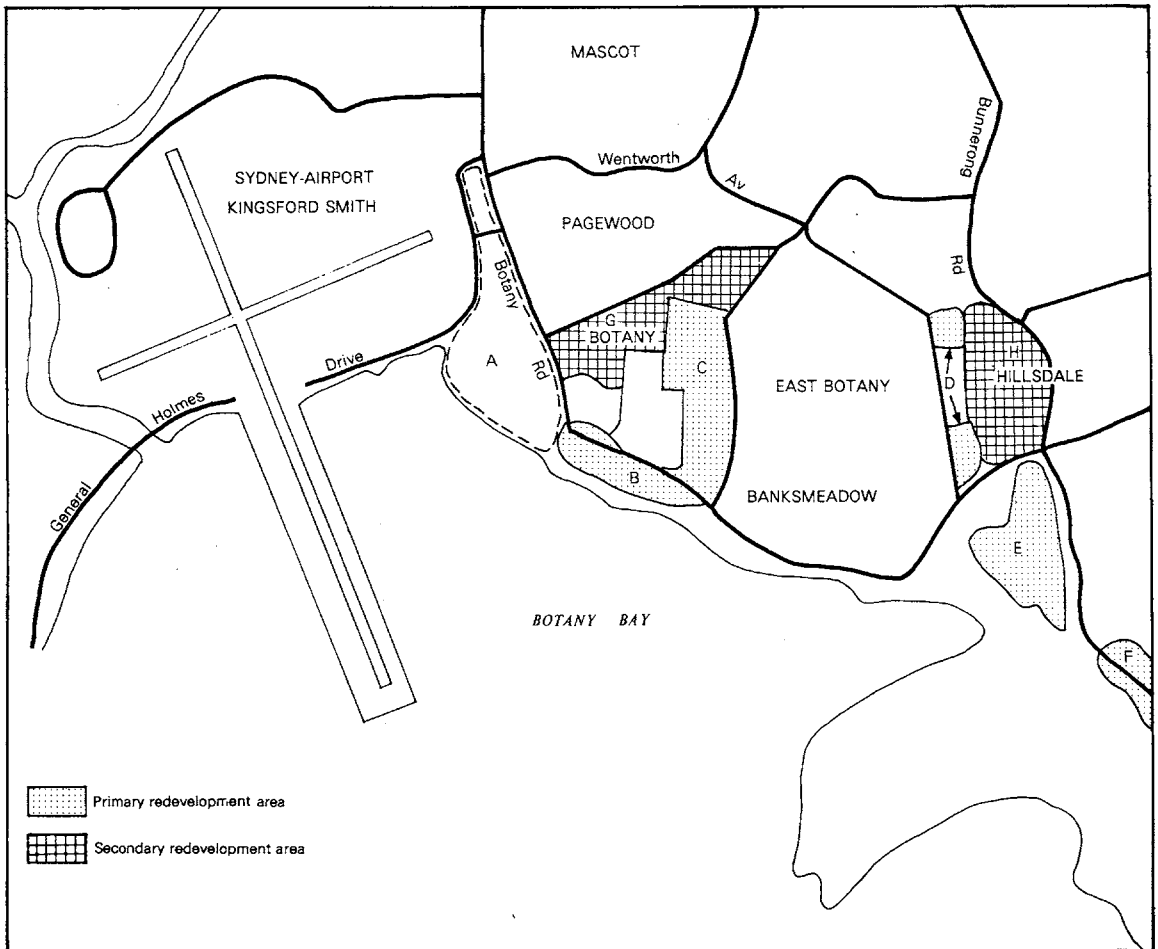 MASCOT
Bunnerong
Wentworth
SYDNEY-AIRPORT
KINGSFORD SMITH
Av
PAGEWOOD
Rd
Botany
G
BOTANY
H
Drive
A
Rd
C
EAST BOTANY
D
HILLSDALE
Holmes
B
BANKSMEADOW
General
E
BOTANY BAY
F
Primary redevelopment area
Secondary redevelopment area